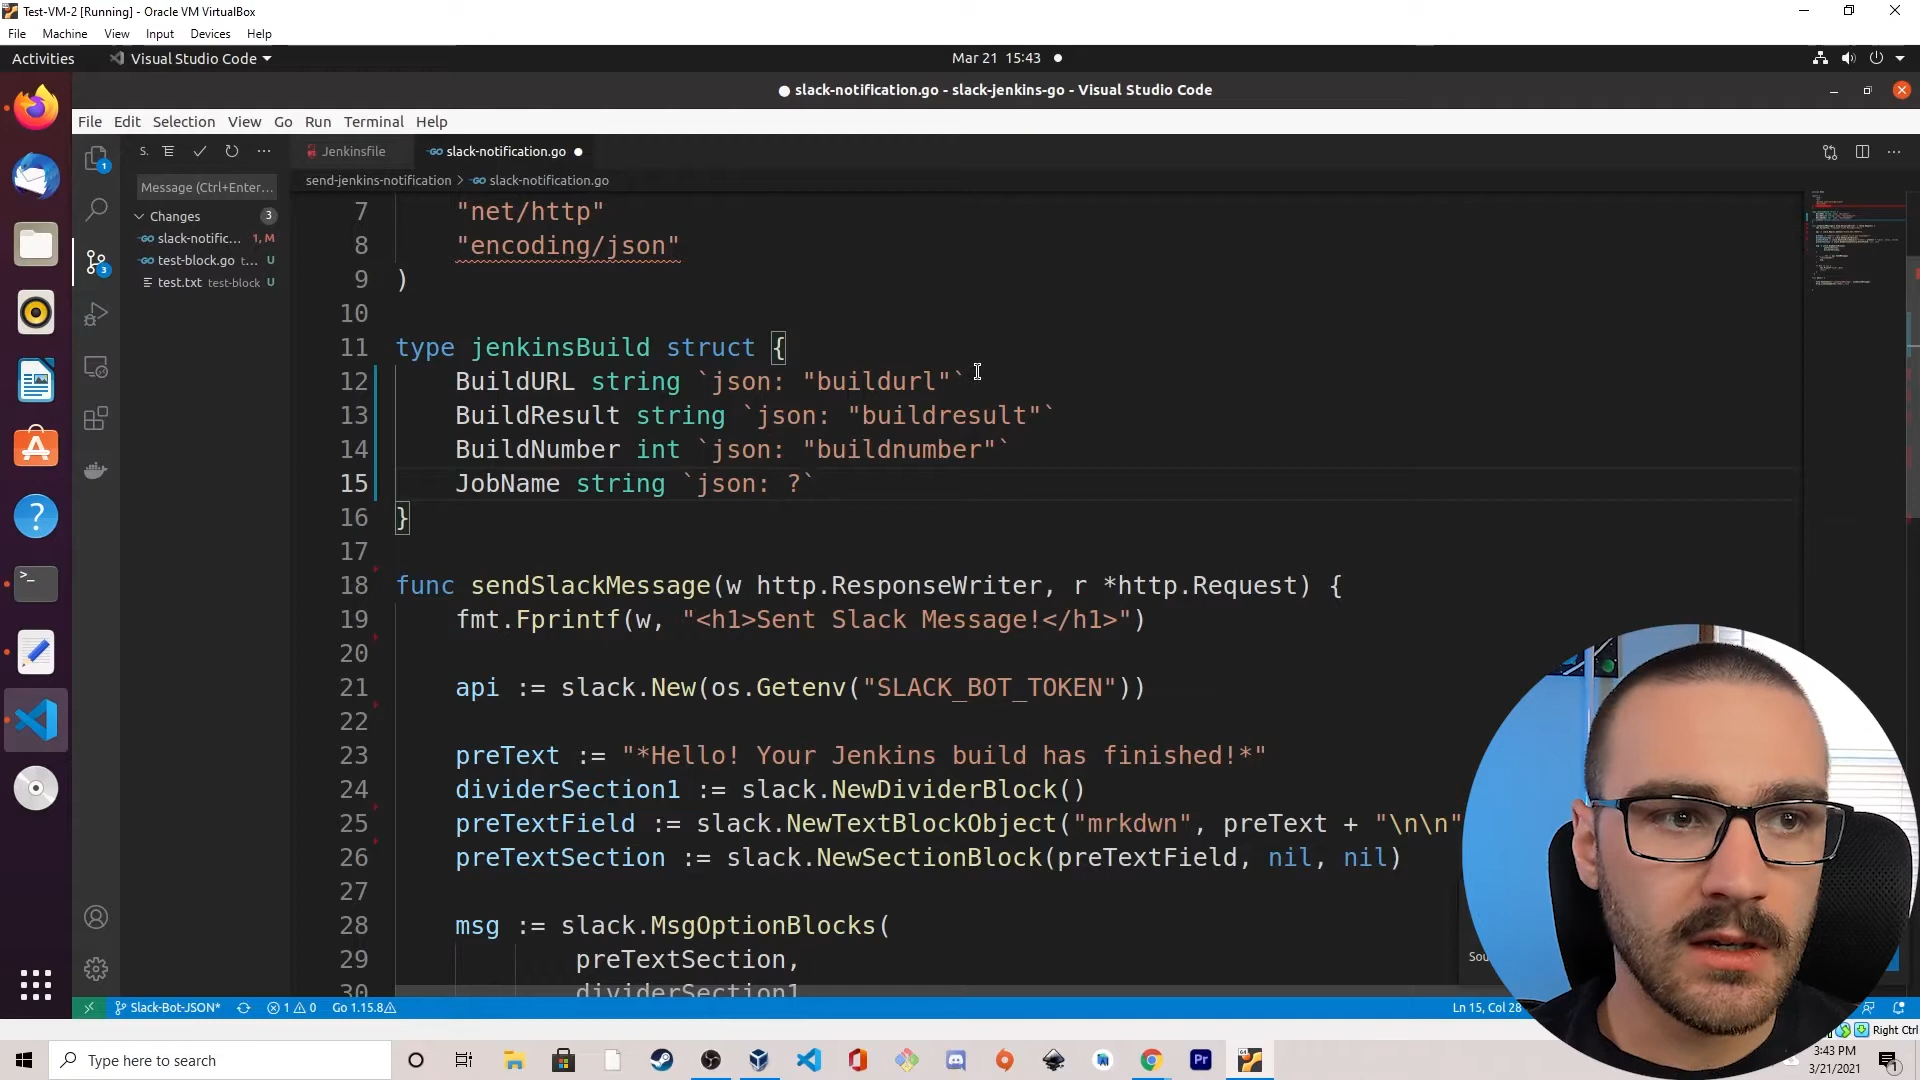 Test-VM-2 [Running] - Oracle VM VirtualBox
File Machine View Input Devices Help
Activities Visual Studio Code Mar 21 15:43
slack-notification.go - slack-jenkins-go - Visual Studio Code
File Edit Selection View Go Run Terminal Help
S. Jenkinsfile slack-notification.go
Message (Ctrl+Enter... send-jenkins-notification > slack-notification.go
Changes 3
slack-notific... 1, M
test-block.go t... U
test.txt test-block U
1
3
7 "net/http"
8 "encoding/json"
9 )
10
11 type jenkinsBuild struct {
12 BuildURL string `json: "buildurl"`
13 BuildResult string `json: "buildresult"`
14 BuildNumber int `json: "buildnumber"`
15 JobName string `json: ?`
16 }
17
18 func sendSlackMessage(w http.ResponseWriter, r *http.Request) {
19 fmt.Fprintf(w, "<h1>Sent Slack Message!</h1>")
20
21 api := slack.New(os.Getenv("SLACK_BOT_TOKEN"))
22
23 preText := "*Hello! Your Jenkins build has finished!*"
24 dividerSection1 := slack.NewDividerBlock()
25 preTextField := slack.NewTextBlockObject("mrkdwn", preText + "\n\n"
26 preTextSection := slack.NewSectionBlock(preTextField, nil, nil)
27
28 msg := slack.MsgOptionBlocks(
29 preTextSection,
30 dividerSection1
Sou
Slack-Bot-JSON* 1 0 Go 1.15.8 Ln 15, Col 28
Right Ctrl
Type here to search
3:43 PM
3/21/2021
1